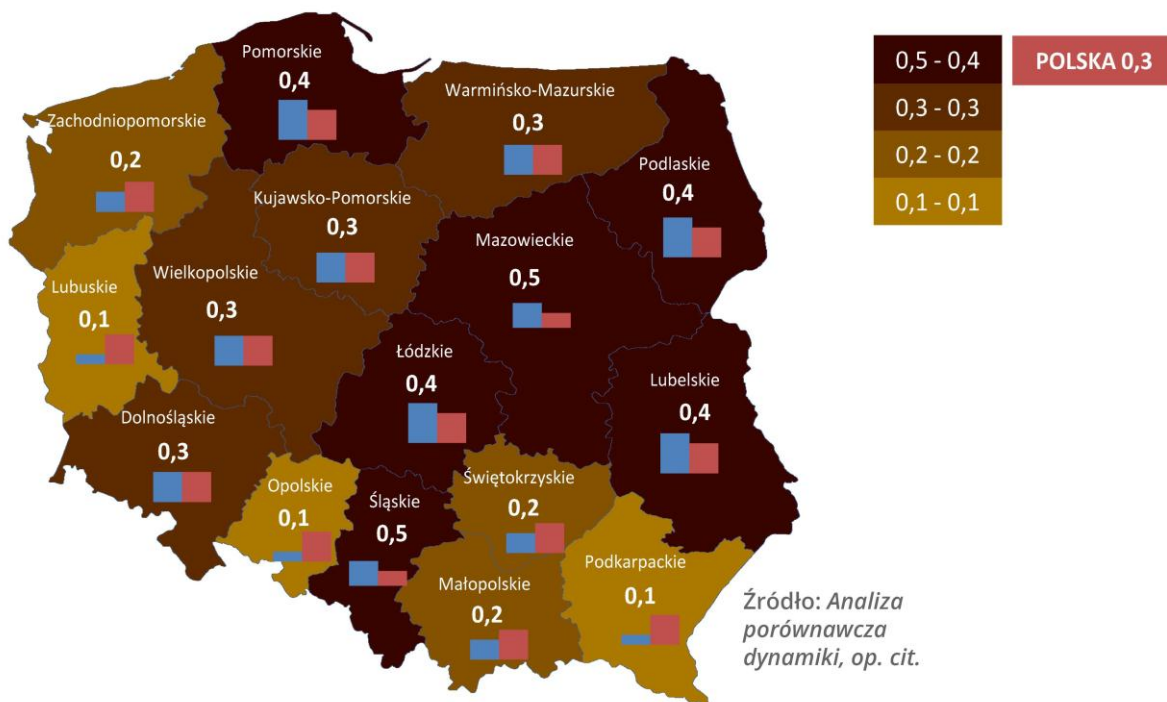 Pomorskie
0,4
Warmińsko-Mazurskie
0,3
Zachodniopomorskie
0,2
Podlaskie
0,4
Kujawsko-Pomorskie
0,3
Mazowieckie
0,5
Wielkopolskie
0,3
Lubuskie
0,1
Łódzkie
0,4
Lubelskie
0,4
Dolnośląskie
0,3
Opolskie
0,1
Śląskie
0,5
Świętokrzyskie
0,2
Małopolskie
0,2
Podkarpackie
0,1
0,5 - 0,4
POLSKA 0,3
0,3 - 0,3
0,2 - 0,2
0,1 - 0,1
Źródło: Analiza
porównawcza
dynamiki, op. cit.